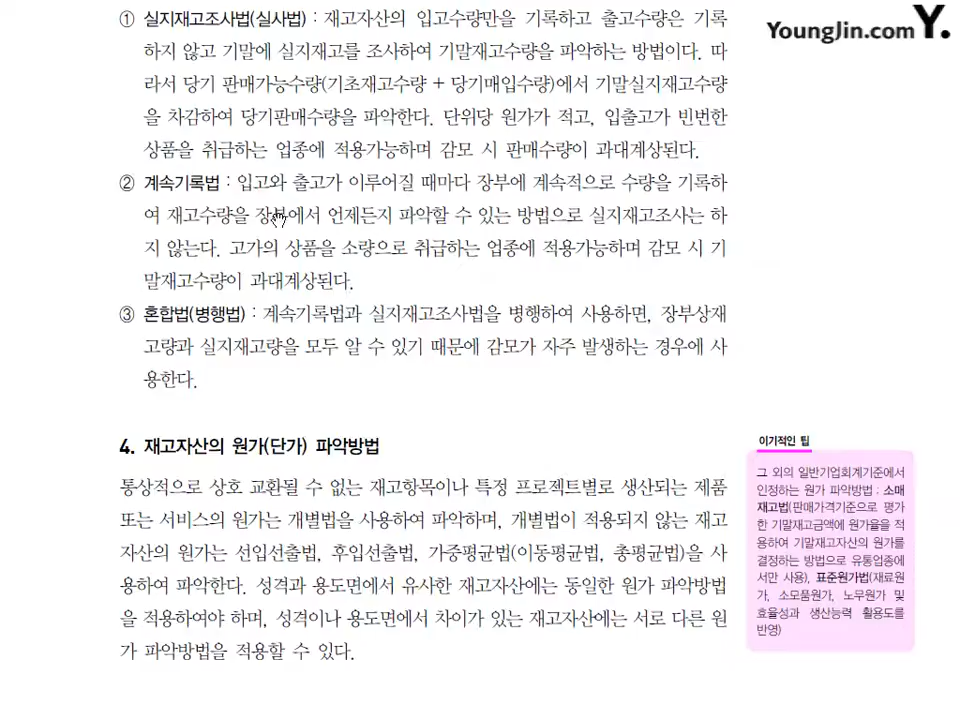 ① 실지재고조사법(실사법) : 재고자산의 입고수량만을 기록하고 출고수량은 기록
하지 않고 기말에 실지재고를 조사하여 기말재고수량을 파악하는 방법이다. 따
라서 당기 판매가능수량(기초재고수량 + 당기매입수량)에서 기말실지재고수량
을 차감하여 당기판매수량을 파악한다. 단위당 원가가 적고, 입출고가 빈번한
상품을 취급하는 업종에 적용가능하며 감모 시 판매수량이 과대계상된다.
② 계속기록법 : 입고와 출고가 이루어질 때마다 장부에 계속적으로 수량을 기록하
여 재고수량을 장부에서 언제든지 파악할 수 있는 방법으로 실지재고조사는 하
지 않는다. 고가의 상품을 소량으로 취급하는 업종에 적용가능하며 감모 시 기
말재고수량이 과대계상된다.
③ 혼합법(병행법) : 계속기록법과 실지재고조사법을 병행하여 사용하면, 장부상재
고량과 실지재고량을 모두 알 수 있기 때문에 감모가 자주 발생하는 경우에 사
용한다.
4. 재고자산의 원가(단가) 파악방법
통상적으로 상호 교환될 수 없는 재고항목이나 특정 프로젝트별로 생산되는 제품
또는 서비스의 원가는 개별법을 사용하여 파악하며, 개별법이 적용되지 않는 재고
자산의 원가는 선입선출법, 후입선출법, 가중평균법(이동평균법, 총평균법)을 사
용하여 파악한다. 성격과 용도면에서 유사한 재고자산에는 동일한 원가 파악방법
을 적용하여야 하며, 성격이나 용도면에서 차이가 있는 재고자산에는 서로 다른 원
가 파악방법을 적용할 수 있다.
YoungJin.com Y.
이기적인 팁
그 외의 일반기업회계기준에서
인정하는 원가 파악방법 : 소매
재고법(판매가격기준으로 평가
한 기말재고금액에 원가율을 적
용하여 기말재고자산의 원가를
결정하는 방법으로 유통업종에
서만 사용), 표준원가법(재료원
가, 소모품원가, 노무원가 및
효율성과 생산능력 활용도를
반영)